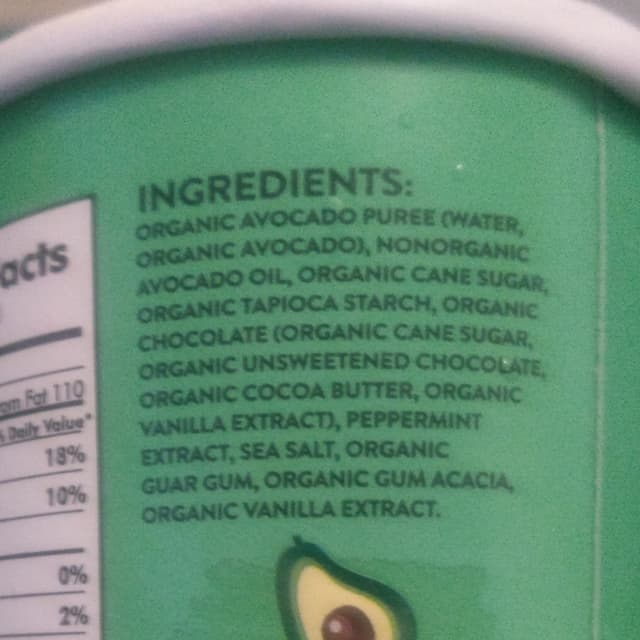 INGREDIENTS:
ORGANIC AVOCADO PUREE (WATER,
ORGANIC AVOCADO), NONORGANIC
AVOCADO OIL, ORGANIC CANE SUGAR,
ORGANIC TAPIOCA STARCH, ORGANIC
CHOCOLATE (ORGANIC CANE SUGAR,
ORGANIC UNSWEETENED CHOCOLATE,
ORGANIC COCOA BUTTER, ORGANIC
VANILLA EXTRACT), PEPPERMINT
EXTRACT, SEA SALT, ORGANIC
GUAR GUM, ORGANIC GUM ACACIA,
ORGANIC VANILLA EXTRACT.
acts
om Fat 110
% Daily Value*
18%
10%
0%
2%